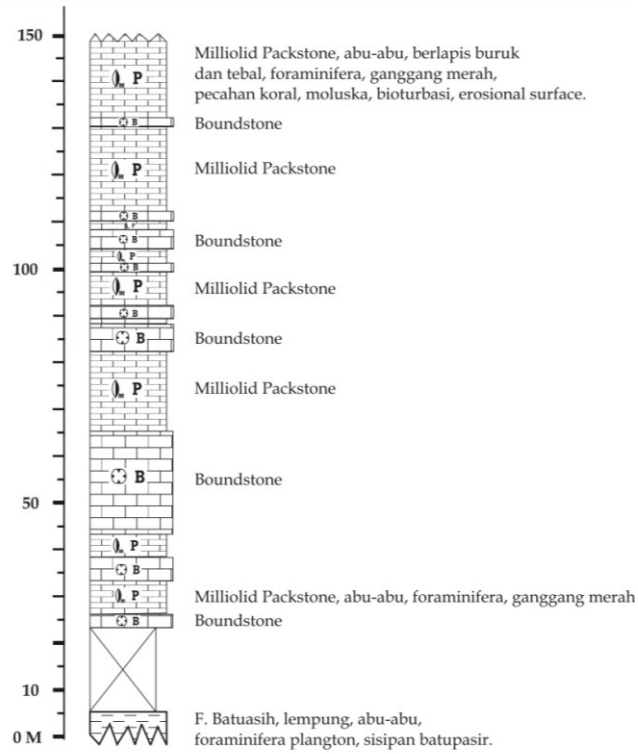 150
Milliolid Packstone, abu-abu, berlapis buruk
dan tebal, foraminifera, ganggang merah,
pecahan koral, moluska, bioturbasi, erosional surface.
P
B
Boundstone
P
Milliolid Packstone
B
P
B
Boundstone
P
100
B
P
Milliolid Packstone
B
B
Boundstone
P
Milliolid Packstone
B
Boundstone
50
P
B
P
Milliolid Packstone, abu-abu, foraminifera, ganggang merah
B
Boundstone
10
F. Batuasih, lempung, abu-abu,
foraminifera plangton, sisipan batupasir.
0 M